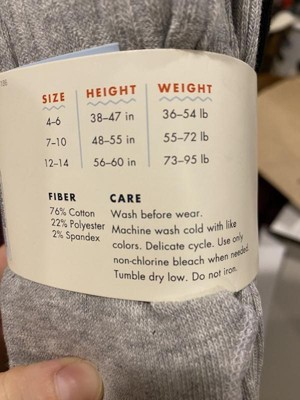 SIZE HEIGHT WEIGHT
4-6 38-47 in 36-54 lb
7-10 48-55 in 55-72 lb
12-14 56-60 in 73-95 lb
FIBER
76% Cotton
22% Polyester
2% Spandex
CARE
Wash before wear.
Machine wash cold with like
colors. Delicate cycle. Use only
non-chlorine bleach when needed.
Tumble dry low. Do not iron.